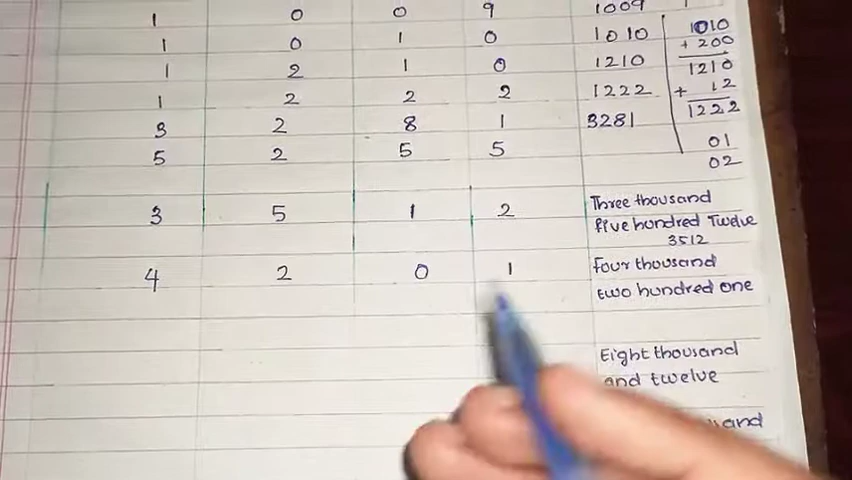 1 0 0 9 1009
1 0 1 0 1010 1010
+ 200
1 2 1 0 1210 1210
+ 12
1 2 2 2 1222 1222
3 2 8 1 3281
01
5 2 5 5
02
3 5 1 2 Three thousand
five hundred Twelve
3512
4 2 0 1 four thousand
two hundred one
Eight thousand
and twelve